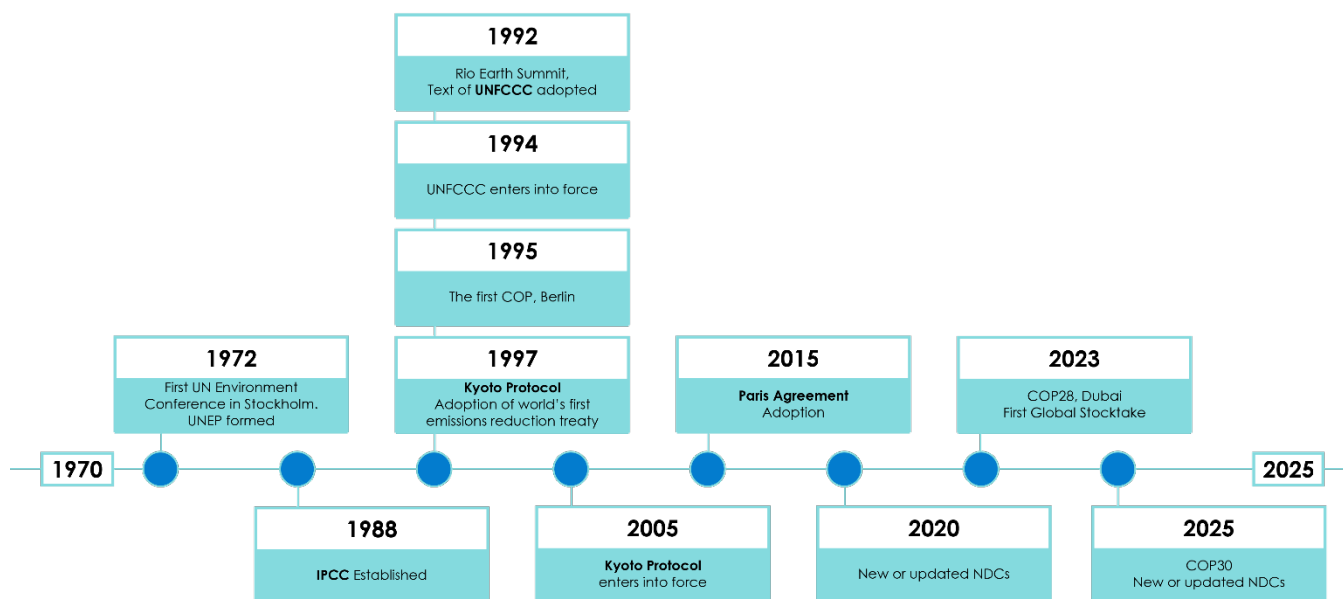 1992
Rio Earth Summit,
Text of UNFCCC adopted
1994
UNFCCC enters into force
1995
The first COP, Berlin
1972
First UN Environment
Conference in Stockholm.
UNEP formed
1997
Kyoto Protocol
Adoption of world’s first
emissions reduction treaty
2015
Paris Agreement
Adoption
2023
COP28, Dubai
First Global Stocktake
1970
2025
1988
IPCC Established
2005
Kyoto Protocol
enters into force
2020
New or updated NDCs
2025
COP30
New or updated NDCs